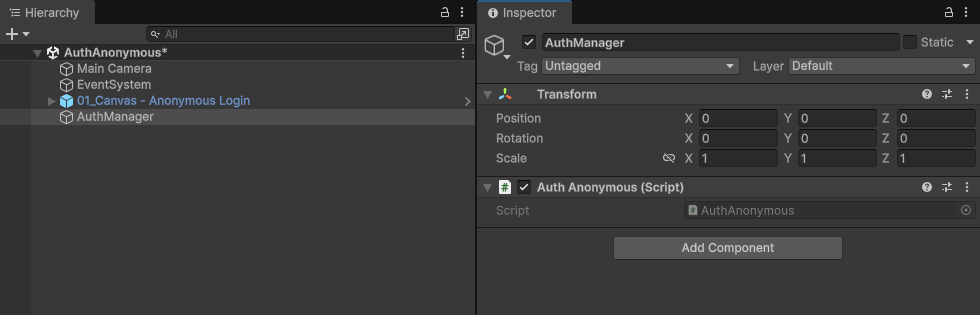 Hierarchy
All
AuthAnonymous*
Main Camera
EventSystem
01_Canvas - Anonymous Login
AuthManager
Inspector
AuthManager
Static
Tag Untagged Layer Default
Transform
Position X 0 Y 0 Z 0
Rotation X 0 Y 0 Z 0
Scale X 1 Y 1 Z 1
# Auth Anonymous (Script)
Script # AuthAnonymous
Add Component